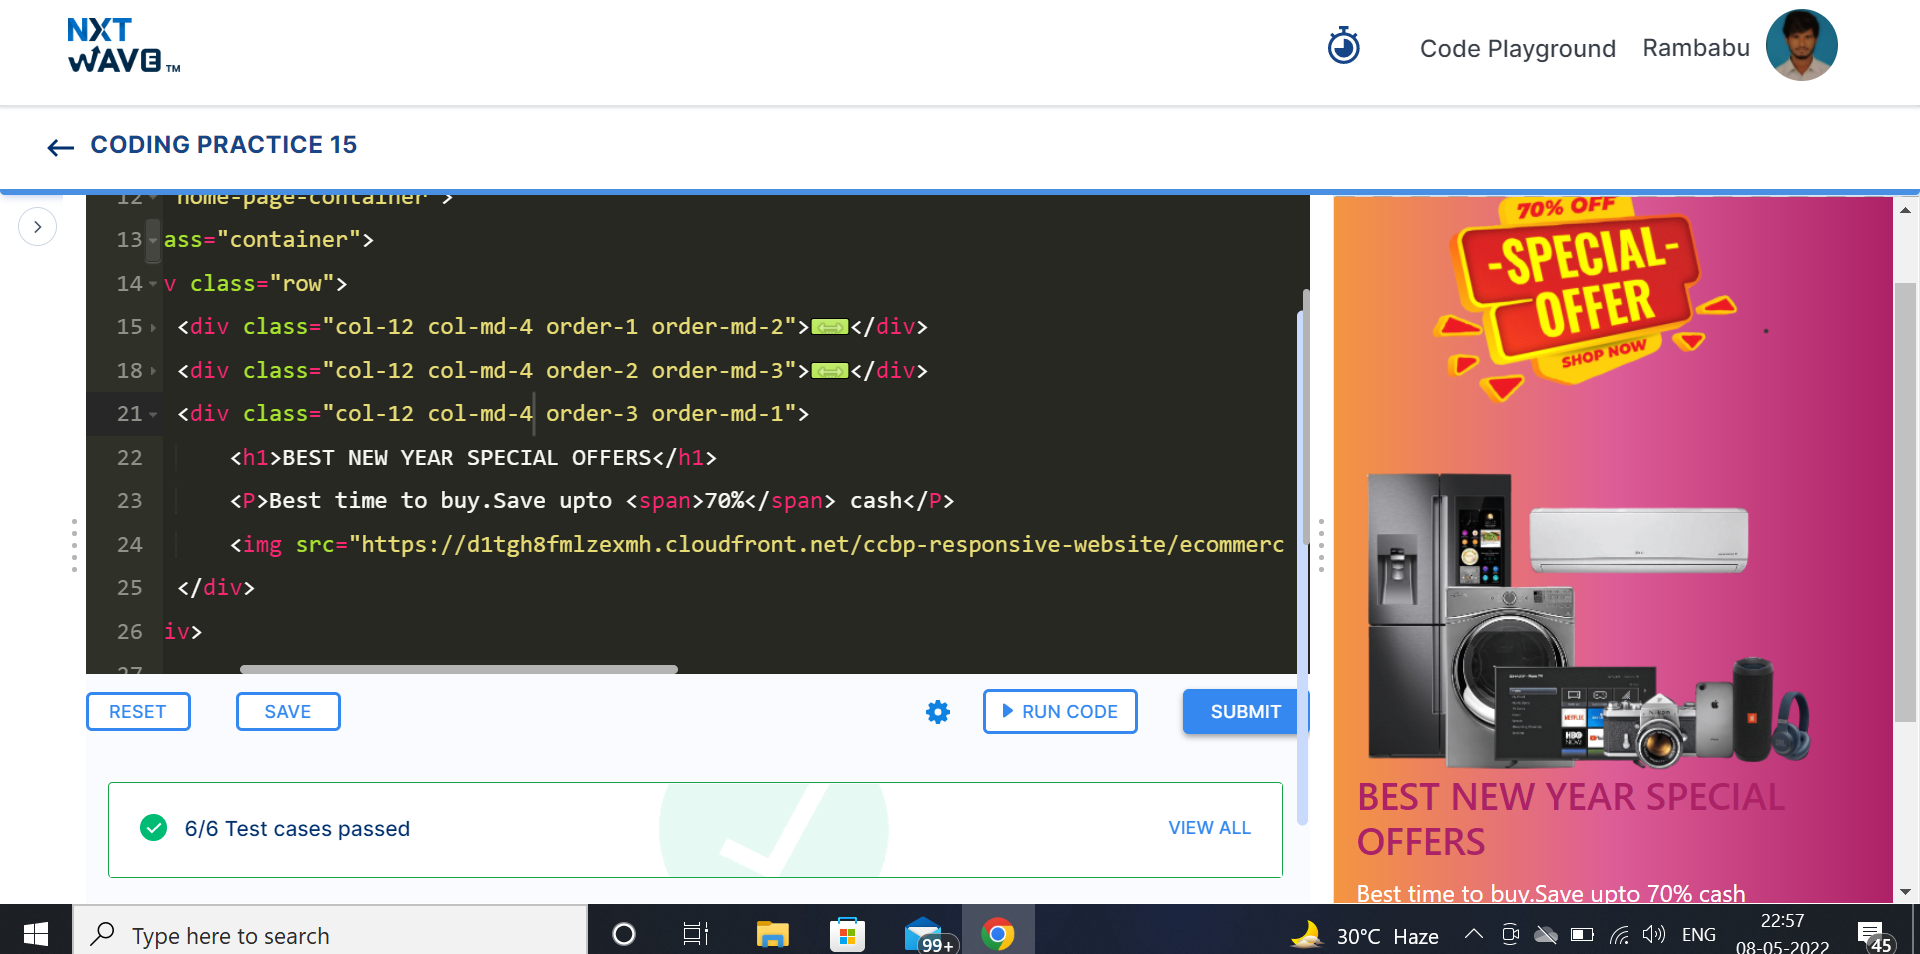 NXT
WAVE TM
Code Playground
Rambabu
CODING PRACTICE 15
12 home-page-container">
13 ass="container">
14 v class="row">
15 <div class="col-12 col-md-4 order-1 order-md-2"></div>
18 <div class="col-12 col-md-4 order-2 order-md-3"></div>
21 <div class="col-12 col-md-4 order-3 order-md-1">
22 <h1>BEST NEW YEAR SPECIAL OFFERS</h1>
23 <P>Best time to buy.Save upto <span>70%</span> cash</P>
24 <img src="https://d1tgh8fmlzexmh.cloudfront.net/ccbp-responsive-website/ecommerc
25 </div>
26 iv>
27
RESET
SAVE
RUN CODE
SUBMIT
6/6 Test cases passed
VIEW ALL
70% OFF
-SPECIAL-
OFFER
SHOP NOW
NETFLIX
HBO
NOW
Nikon
BEST NEW YEAR SPECIAL
OFFERS
Best time to buy.Save upto 70% cash
Type here to search
99+
30°C Haze
ENG
22:57
08-05-2022
45